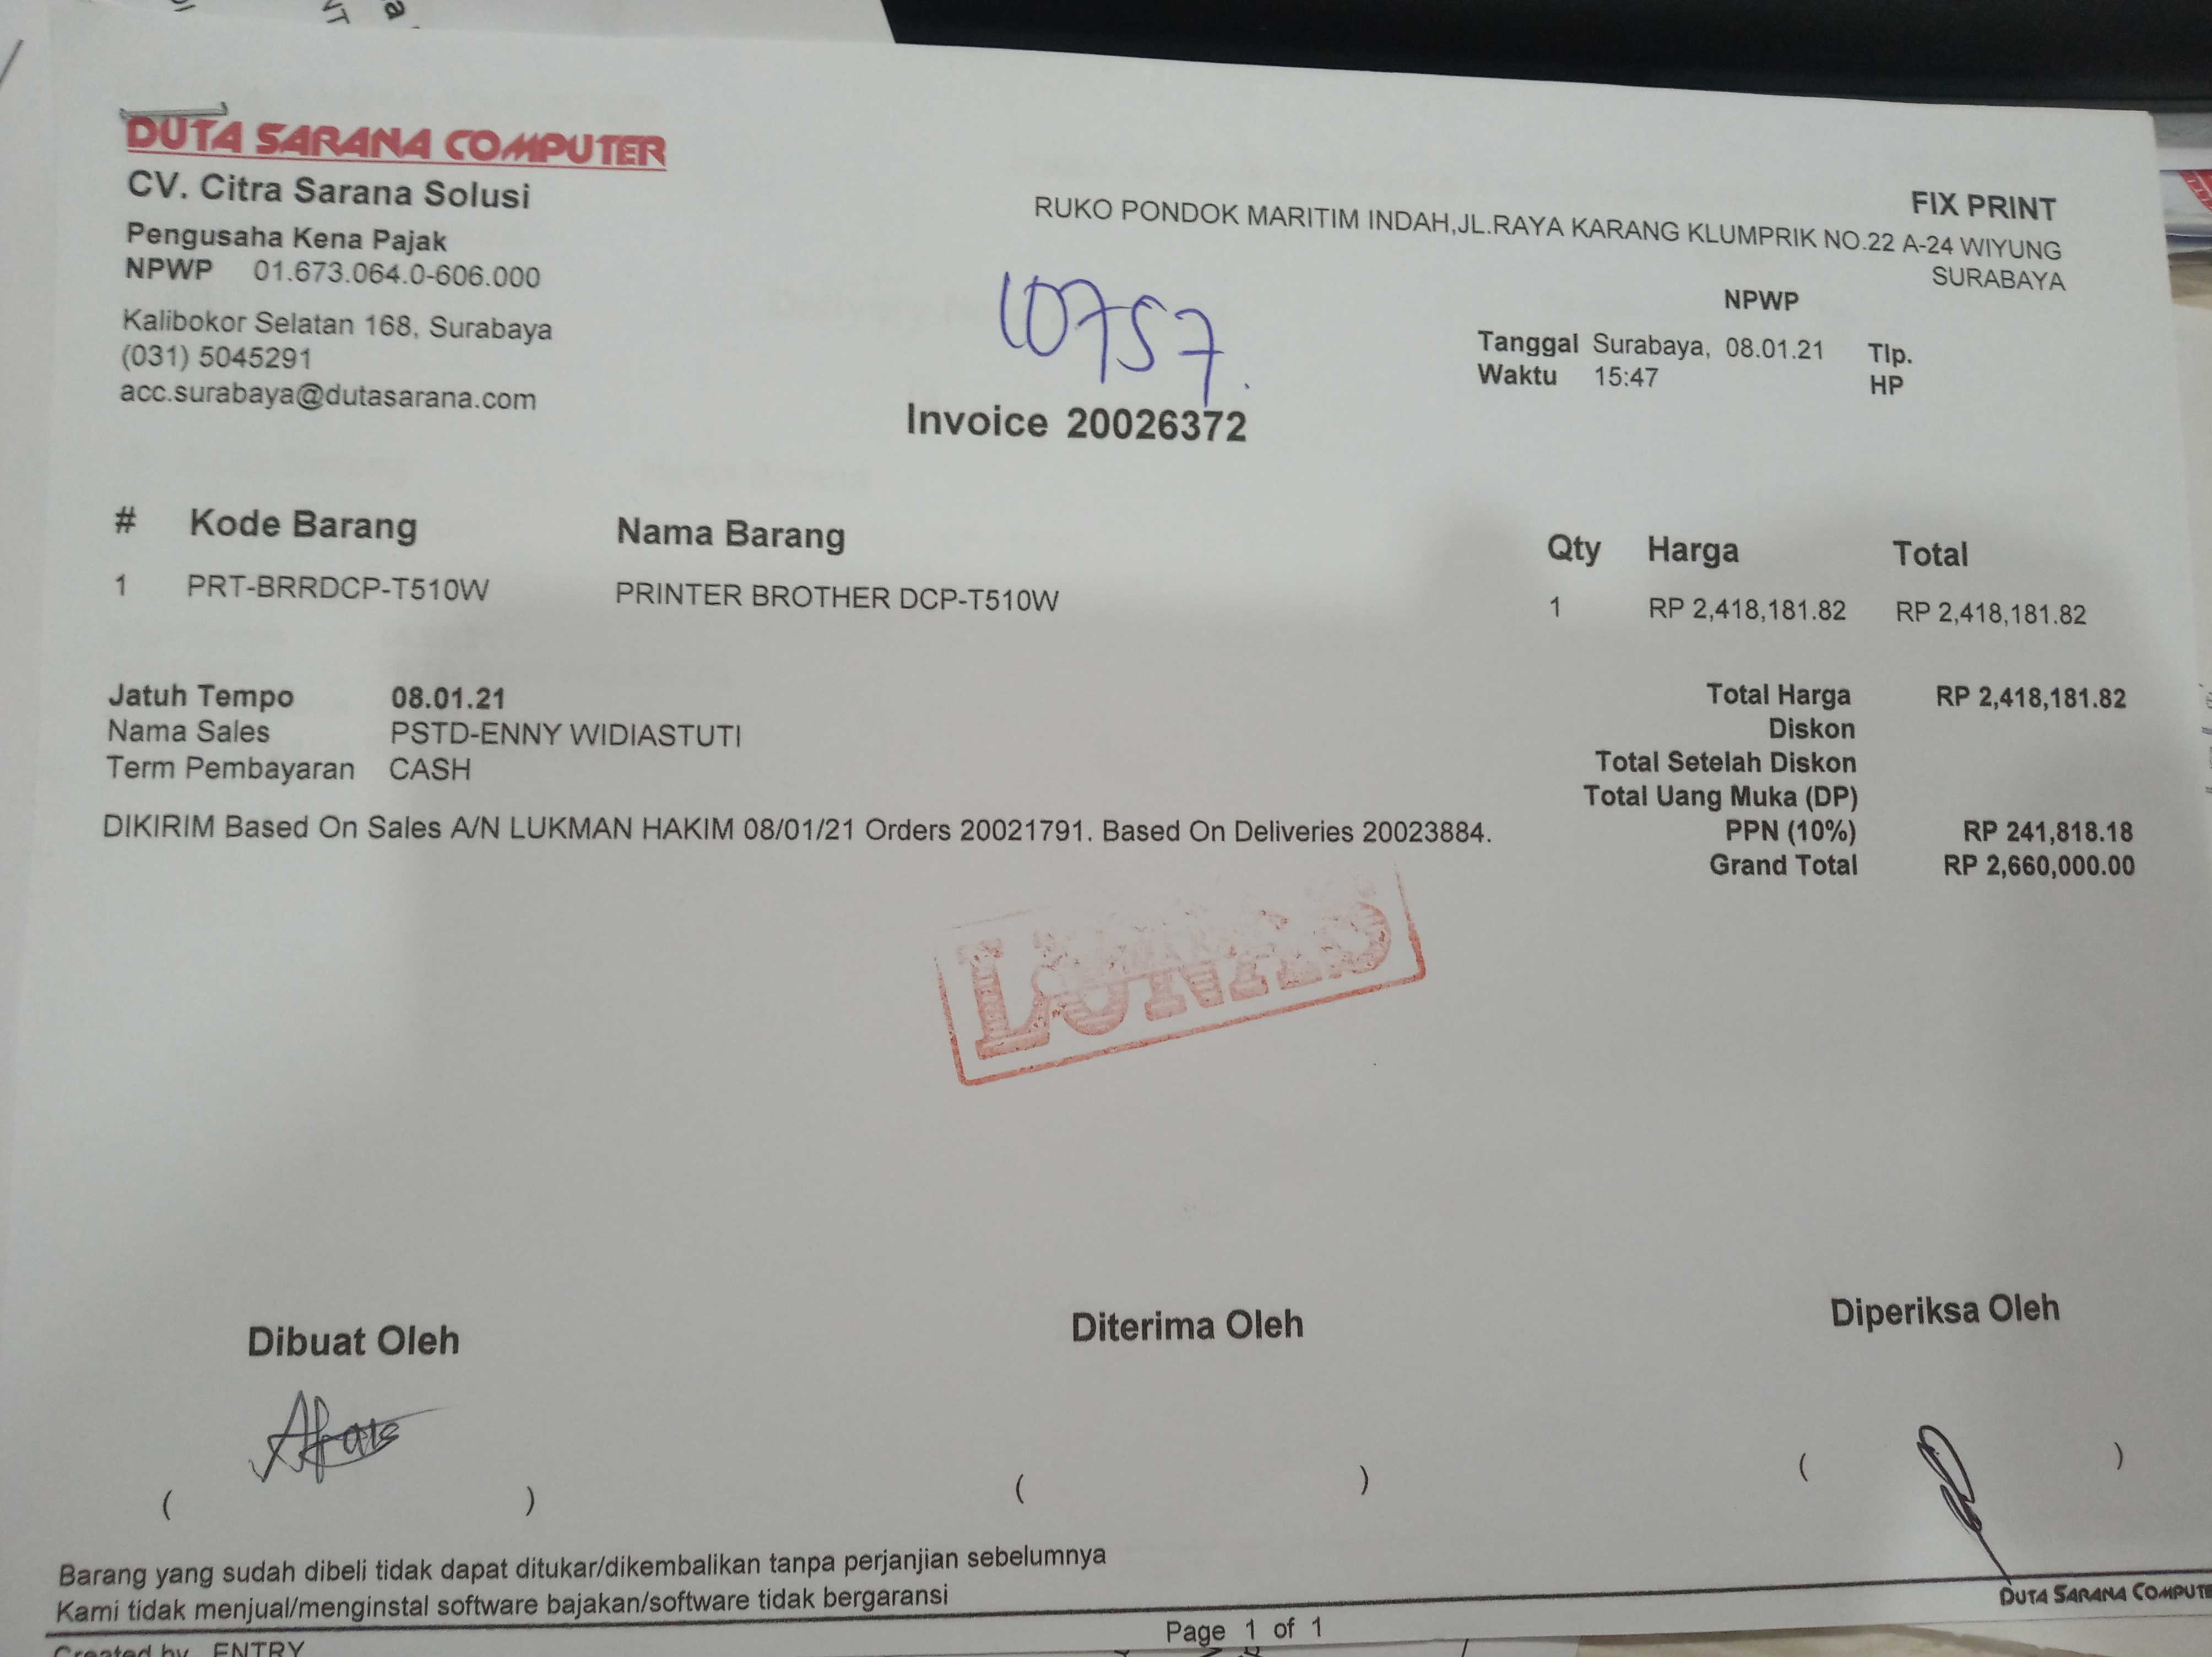 DUTA SARANA COMPUTER
CV. Citra Sarana Solusi
Pengusaha Kena Pajak
NPWP 01.673.064.0-606.000
Kalibokor Selatan 168, Surabaya
(031) 5045291
acc.surabaya@dutasarana.com
FIX PRINT
RUKO PONDOK MARITIM INDAH,JL.RAYA KARANG KLUMPRIK NO.22 A-24 WIYUNG
SURABAYA
NPWP
Tanggal Surabaya, 08.01.21 Tlp.
Waktu 15:47 HP
10757.
Invoice 20026372
# Kode Barang Nama Barang Qty Harga Total
1 PRT-BRRDCP-T510W PRINTER BROTHER DCP-T510W 1 RP 2,418,181.82 RP 2,418,181.82
Jatuh Tempo 08.01.21
Nama Sales PSTD-ENNY WIDIASTUTI
Term Pembayaran CASH
DIKIRIM Based On Sales A/N LUKMAN HAKIM 08/01/21 Orders 20021791. Based On Deliveries 20023884.
Total Harga RP 2,418,181.82
Diskon
Total Setelah Diskon
Total Uang Muka (DP)
PPN (10%) RP 241,818.18
Grand Total RP 2,660,000.00
LUNAS
Dibuat Oleh Diterima Oleh Diperiksa Oleh
( ) ( ) ( )
Barang yang sudah dibeli tidak dapat ditukar/dikembalikan tanpa perjanjian sebelumnya
Kami tidak menjual/menginstal software bajakan/software tidak bergaransi
DUTA SARANA COMPUTE
Page 1 of 1
Created by ENTRY